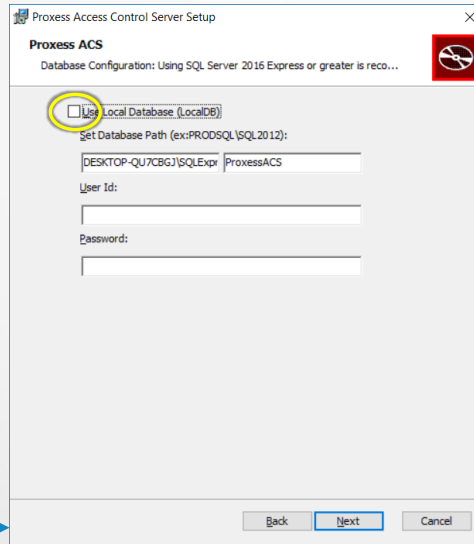 Proxess Access Control Server Setup
Proxess ACS
Database Configuration: Using SQL Server 2016 Express or greater is reco...
Use Local Database (LocalDB)
Set Database Path (ex:PRODSQL\SQL2012):
DESKTOP-QU7CBGJ\SQLExpr ProxessACS
User Id:
Password:
Back Next Cancel